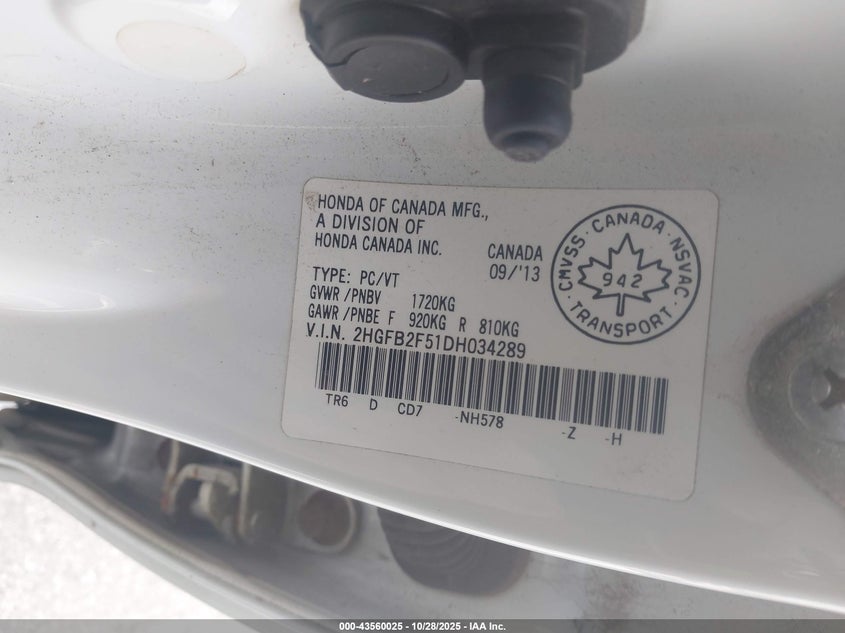 HONDA OF CANADA MFG.,
A DIVISION OF
HONDA CANADA INC.
CANADA
09/'13
TYPE: PC/VT
GVWR /PNBV 1720KG
GAWR /PNBE F 920KG R 810KG
V.I.N. 2HGFB2F51DH034289
TR6 D CD7 -NH578 -Z -H
CMVSS · CANADA · NSVAC
942
· TRANSPORT ·
000-43560025 - 10/28/2025 - IAA Inc.